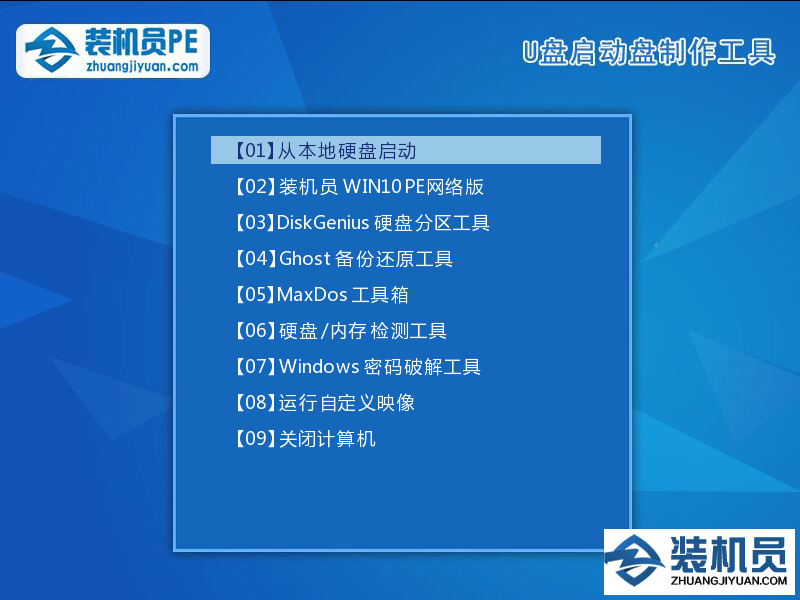 装机员PE
zhuangjiyuan.com
U盘启动盘制作工具
【01】从本地硬盘启动
【02】装机员 WIN10 PE网络版
【03】DiskGenius 硬盘分区工具
【04】Ghost 备份还原工具
【05】MaxDos 工具箱
【06】硬盘/内存 检测工具
【07】Windows 密码破解工具
【08】运行自定义映像
【09】关闭计算机
装机员
ZHUANGJIYUAN.COM